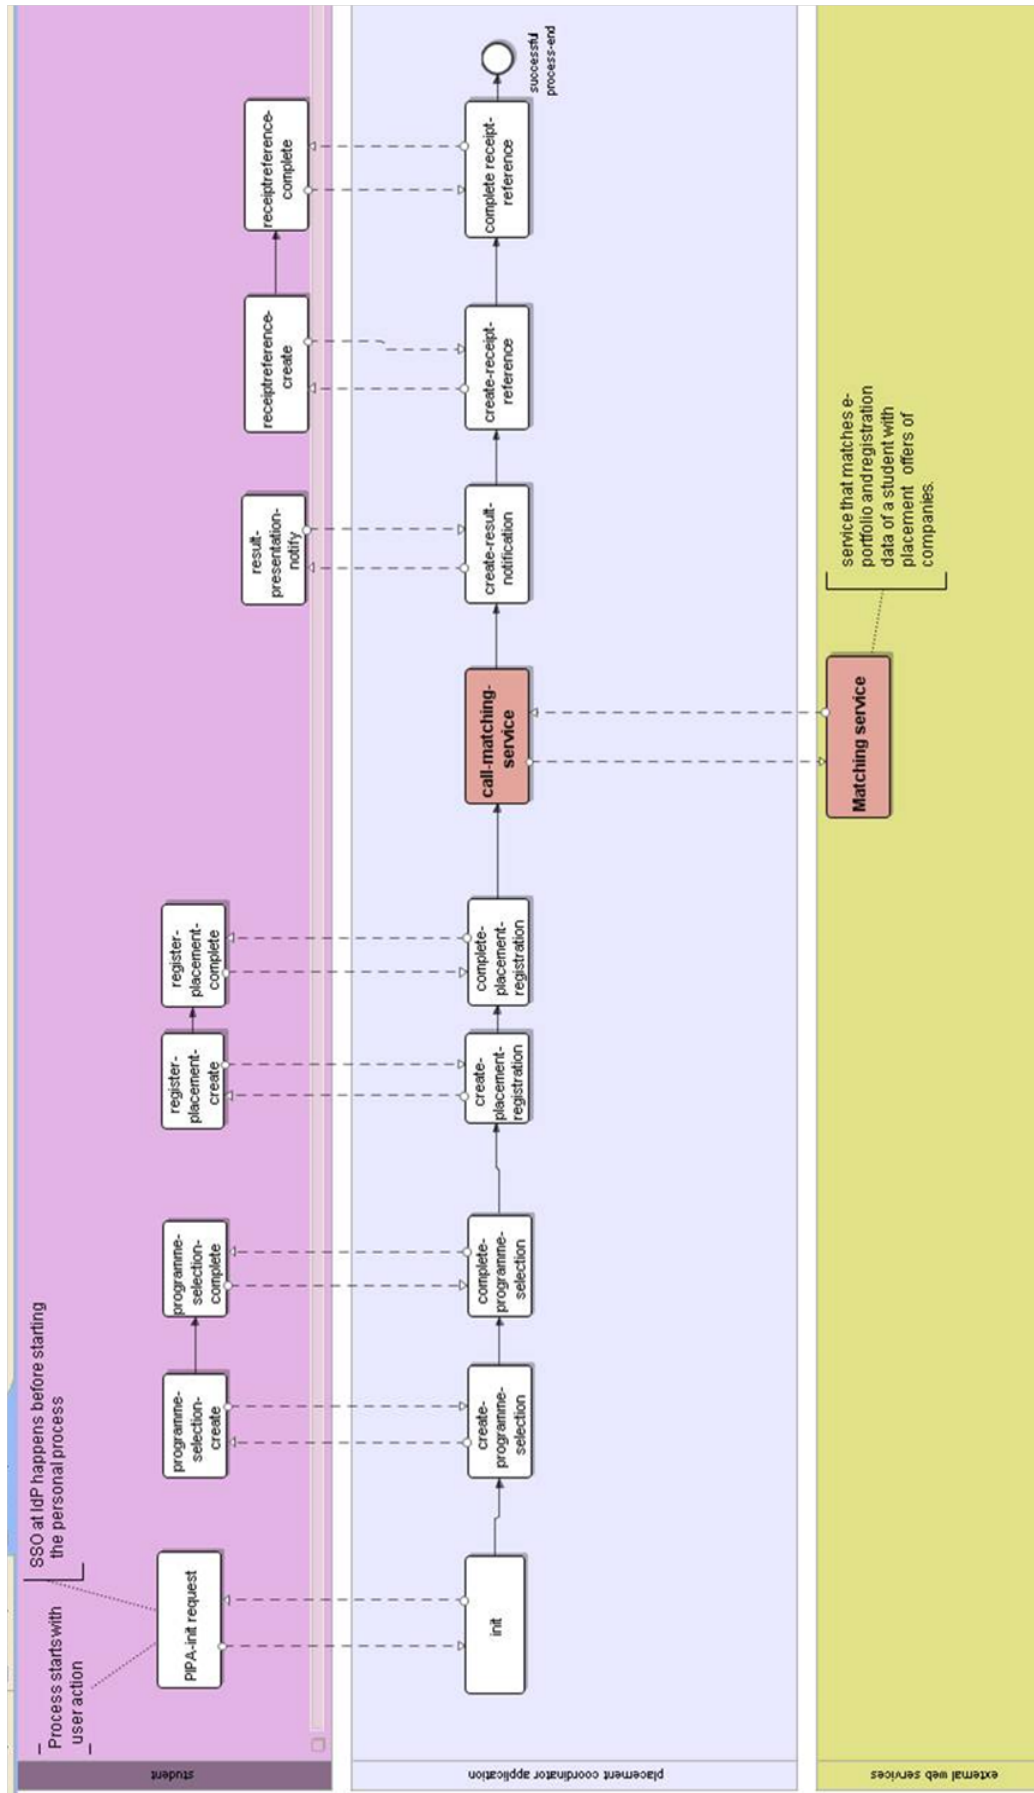 student
Process starts with
user action
SSO at IdP happens before starting
the personal process
PIPA-init request
programme-
selection-
create
programme-
selection-
complete
register-
placement-
create
register-
placement-
complete
result-
presentation-
notify
receiptreference-
create
receiptreference-
complete
placement coordinator application
init
create-
programme-
selection
complete-
programme-
selection
create-
placement-
registration
complete-
placement-
registration
call-matching-
service
create-result-
notification
create-receipt-
reference
complete receipt-
reference
successful
process-end
external web services
Matching service
service that matches e-
portfolio and registration
data of a student with
placement offers of
companies.